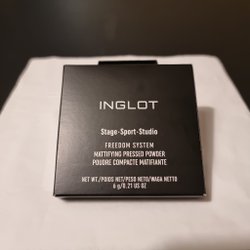 INGLOT
Stage-Sport-Studio
FREEDOM SYSTEM
MATTIFYING PRESSED POWDER
POUDRE COMPACTE MATIFIANTE
NET WT./POIDS NET/PESO NETO/WAGA NETTO
6 g/0.21 US OZ